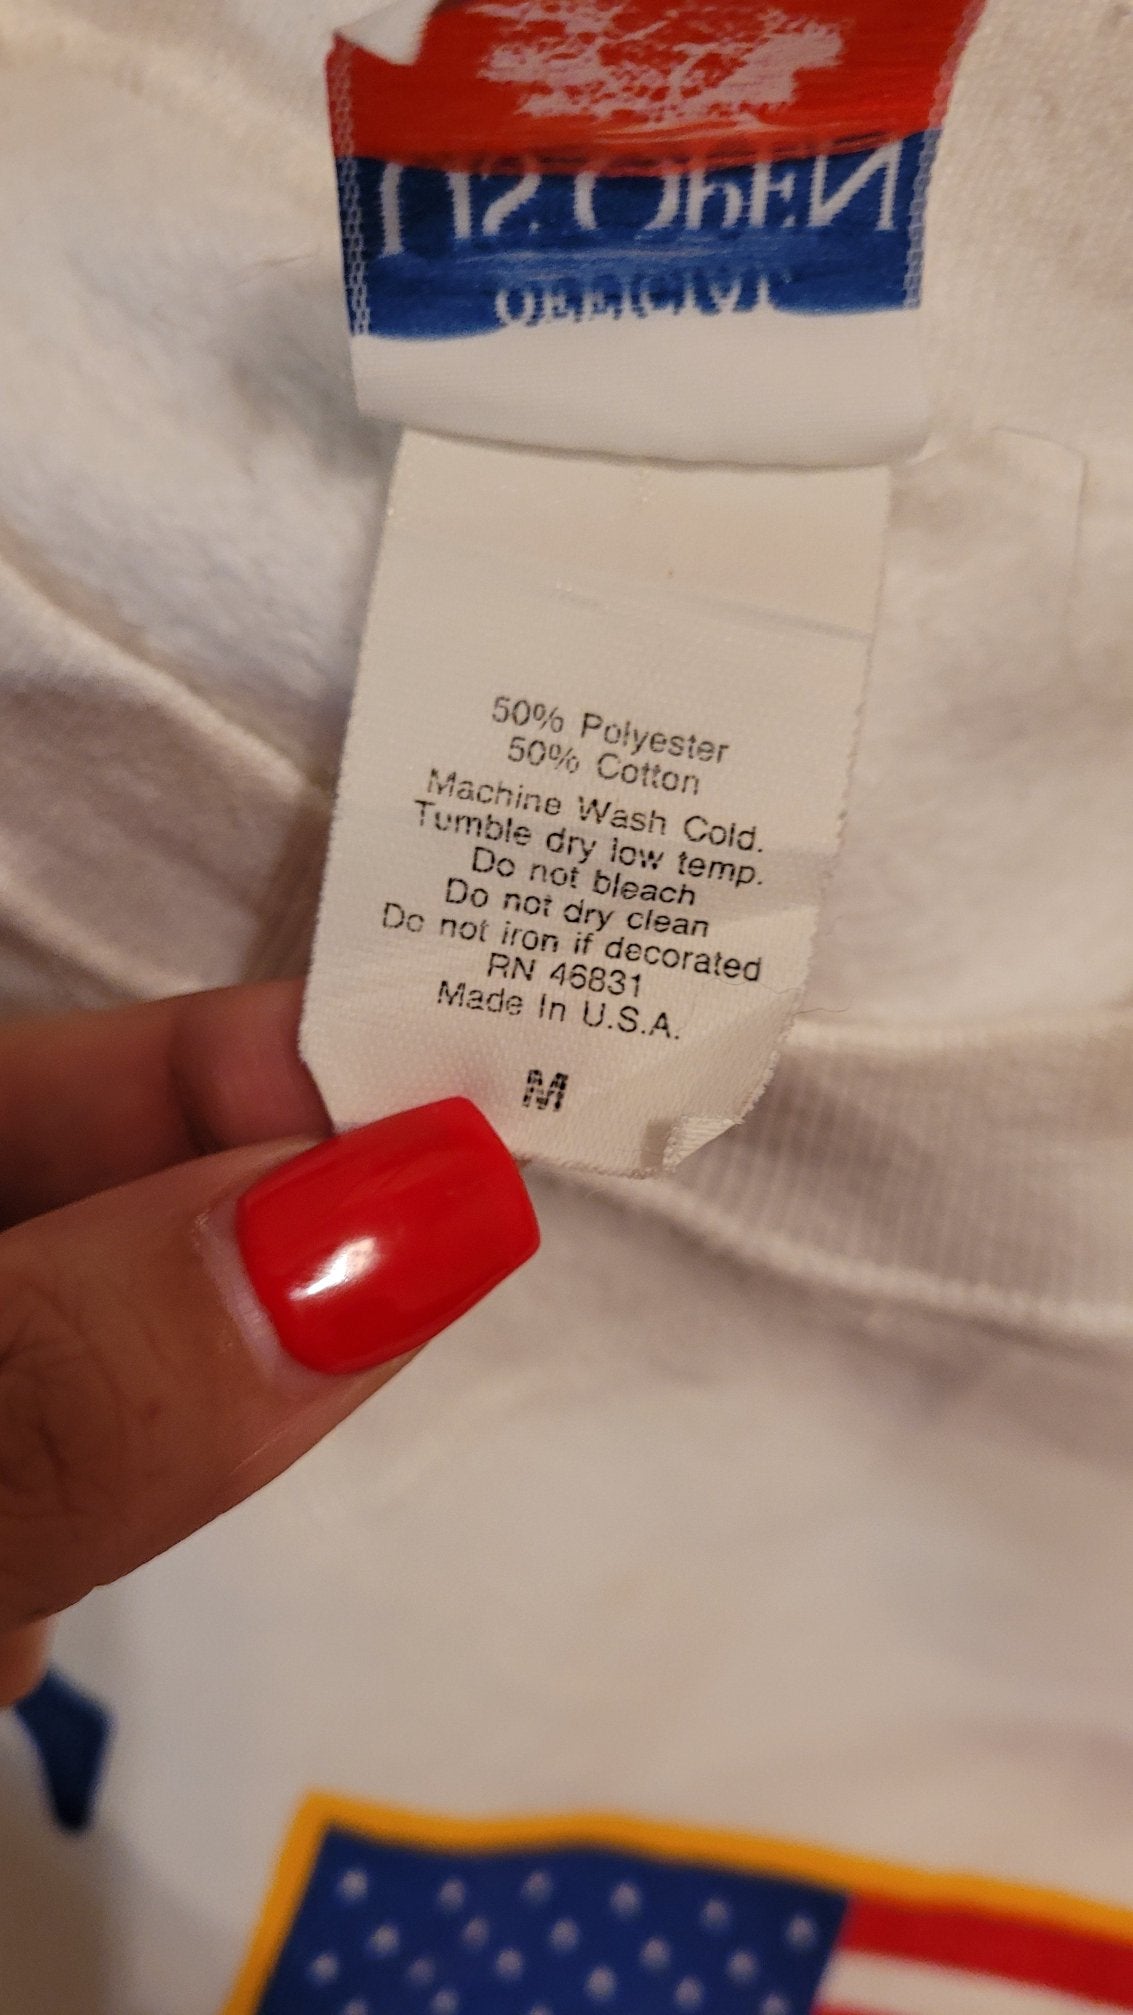 US OPEN
OFFICIAL
50% Polyester
50% Cotton
Machine Wash Cold.
Tumble dry low temp.
Do not bleach
Do not dry clean
Do not iron if decorated
RN 46831
Made In U.S.A.
M